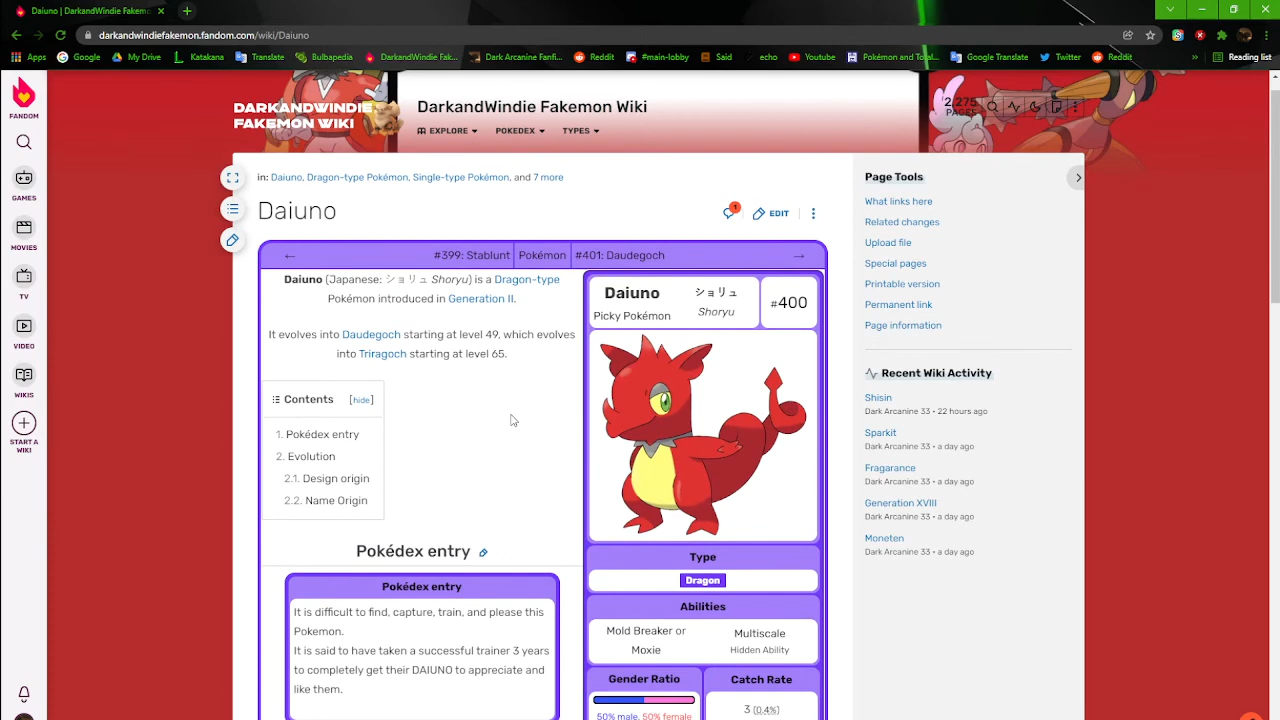 Daiuno | DarkandWindie Fakemon
darkandwindiefakemon.fandom.com/wiki/Daiuno
Apps
Google
My Drive
Katakana
Translate
Bulbapedia
DarkandWindie Fak...
Dark Arcanine Fanfi...
Reddit
#main-lobby
Said
echo
Youtube
Pokémon and Total...
Google Translate
Twitter
Reddit
»
Reading list
FANDOM
GAMES
MOVIES
TV
VIDEO
WIKIS
START A
WIKI
DARKANDWINDIE
FAKEMON WIKI
DarkandWindie Fakemon Wiki
EXPLORE
POKEDEX
TYPES
2,275
PAGES
in: Daiuno, Dragon-type Pokémon, Single-type Pokémon, and 7 more
Daiuno
1
EDIT
← #399: Stablunt Pokémon #401: Daudegoch →
Daiuno (Japanese: ショリュ Shoryu) is a Dragon-type
Pokémon introduced in Generation II.
It evolves into Daudegoch starting at level 49, which evolves
into Triragoch starting at level 65.
Contents [hide]
1. Pokédex entry
2. Evolution
2.1. Design origin
2.2. Name Origin
Pokédex entry
Pokédex entry
It is difficult to find, capture, train, and please this
Pokemon.
It is said to have taken a successful trainer 3 years
to completely get their DAIUNO to appreciate and
like them.
Daiuno
Picky Pokémon
ショリュ
Shoryu
#400
Type
Dragon
Abilities
Mold Breaker or
Moxie
Multiscale
Hidden Ability
Gender Ratio
50% male, 50% female
Catch Rate
3 (0.4%)
Page Tools
What links here
Related changes
Upload file
Special pages
Printable version
Permanent link
Page information
Recent Wiki Activity
Shisin
Dark Arcanine 33 • 22 hours ago
Sparkit
Dark Arcanine 33 • a day ago
Fragarance
Dark Arcanine 33 • a day ago
Generation XVIII
Dark Arcanine 33 • a day ago
Moneten
Dark Arcanine 33 • a day ago